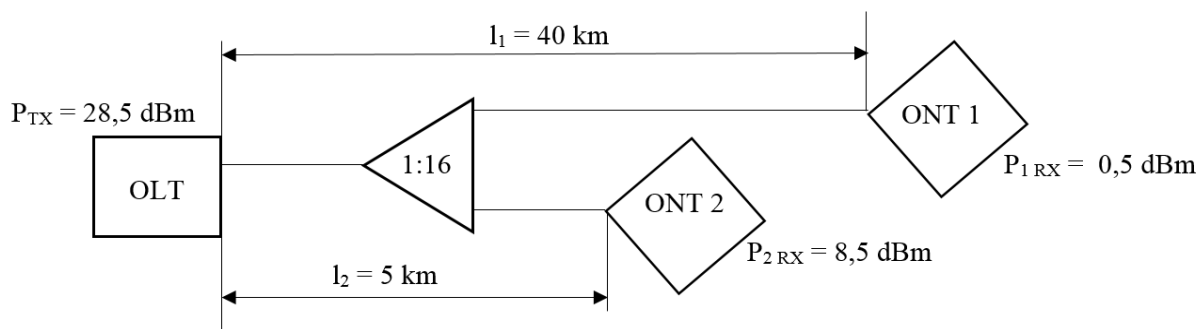 l₁ = 40 km
P_TX = 28,5 dBm
ONT 1
1:16
P_1 RX = 0,5 dBm
OLT
ONT 2
P_2 RX = 8,5 dBm
l₂ = 5 km